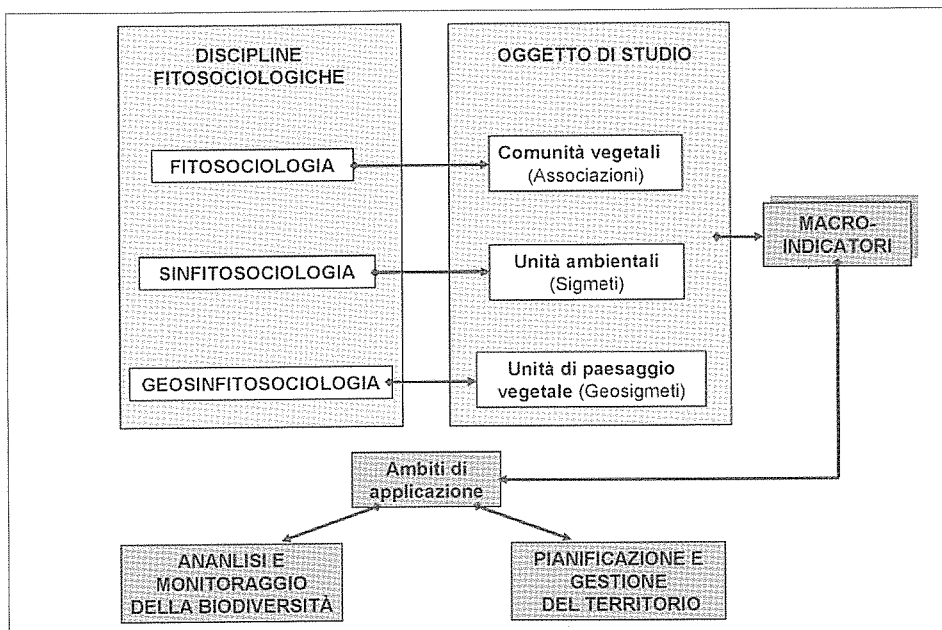 DISCIPLINE
FITOSOCIOLOGICHE
OGGETTO DI STUDIO
FITOSOCIOLOGIA
Comunità vegetali
(Associazioni)
MACRO-
INDICATORI
SINFITOSOCIOLOGIA
Unità ambientali
(Sigmeti)
GEOSINFITOSOCIOLOGIA
Unità di paesaggio
vegetale (Geosigmeti)
Ambiti di
applicazione
ANANLISI E
MONITORAGGIO
DELLA BIODIVERSITÀ
PIANIFICAZIONE E
GESTIONE
DEL TERRITORIO